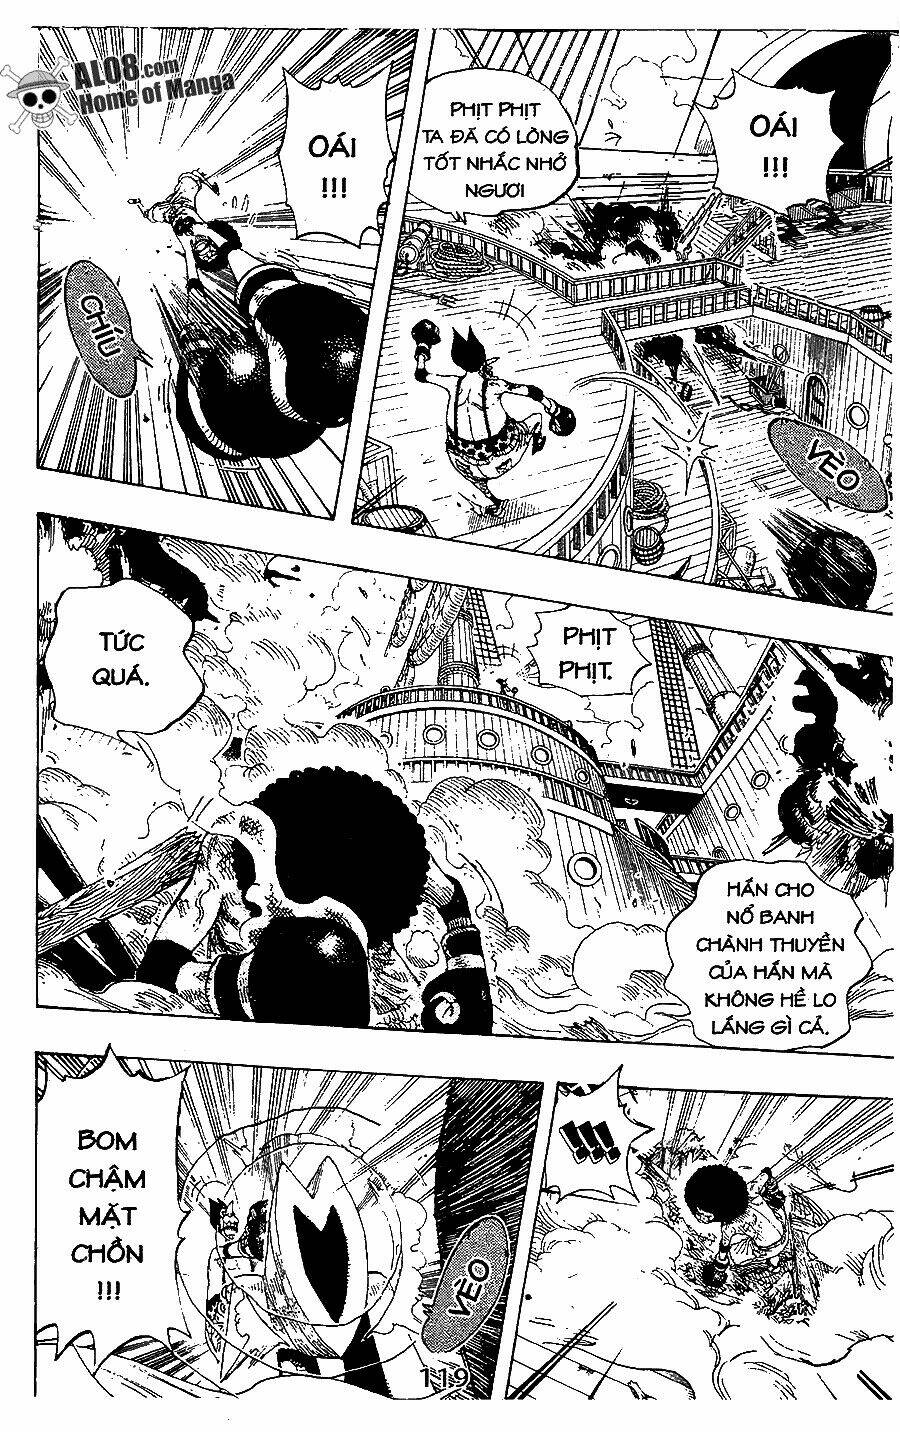 AL08.com
Home of Manga
OÁI
!!!
CHÍU
PHỊT PHỊT
TA ĐÃ CÓ LÒNG
TỐT NHẮC NHỞ
NGƯƠI
OÁI
!!!
VÈO
TỨC
QUÁ.
PHỊT
PHỊT.
HẮN CHO
NỔ BANH
CHÀNH THUYỀN
CỦA HẮN MÀ
KHÔNG HỀ LO
LẮNG GÌ CẢ.
BOM
CHẬM
MẶT
CHỒN
!!!
VÈO
!!!
119